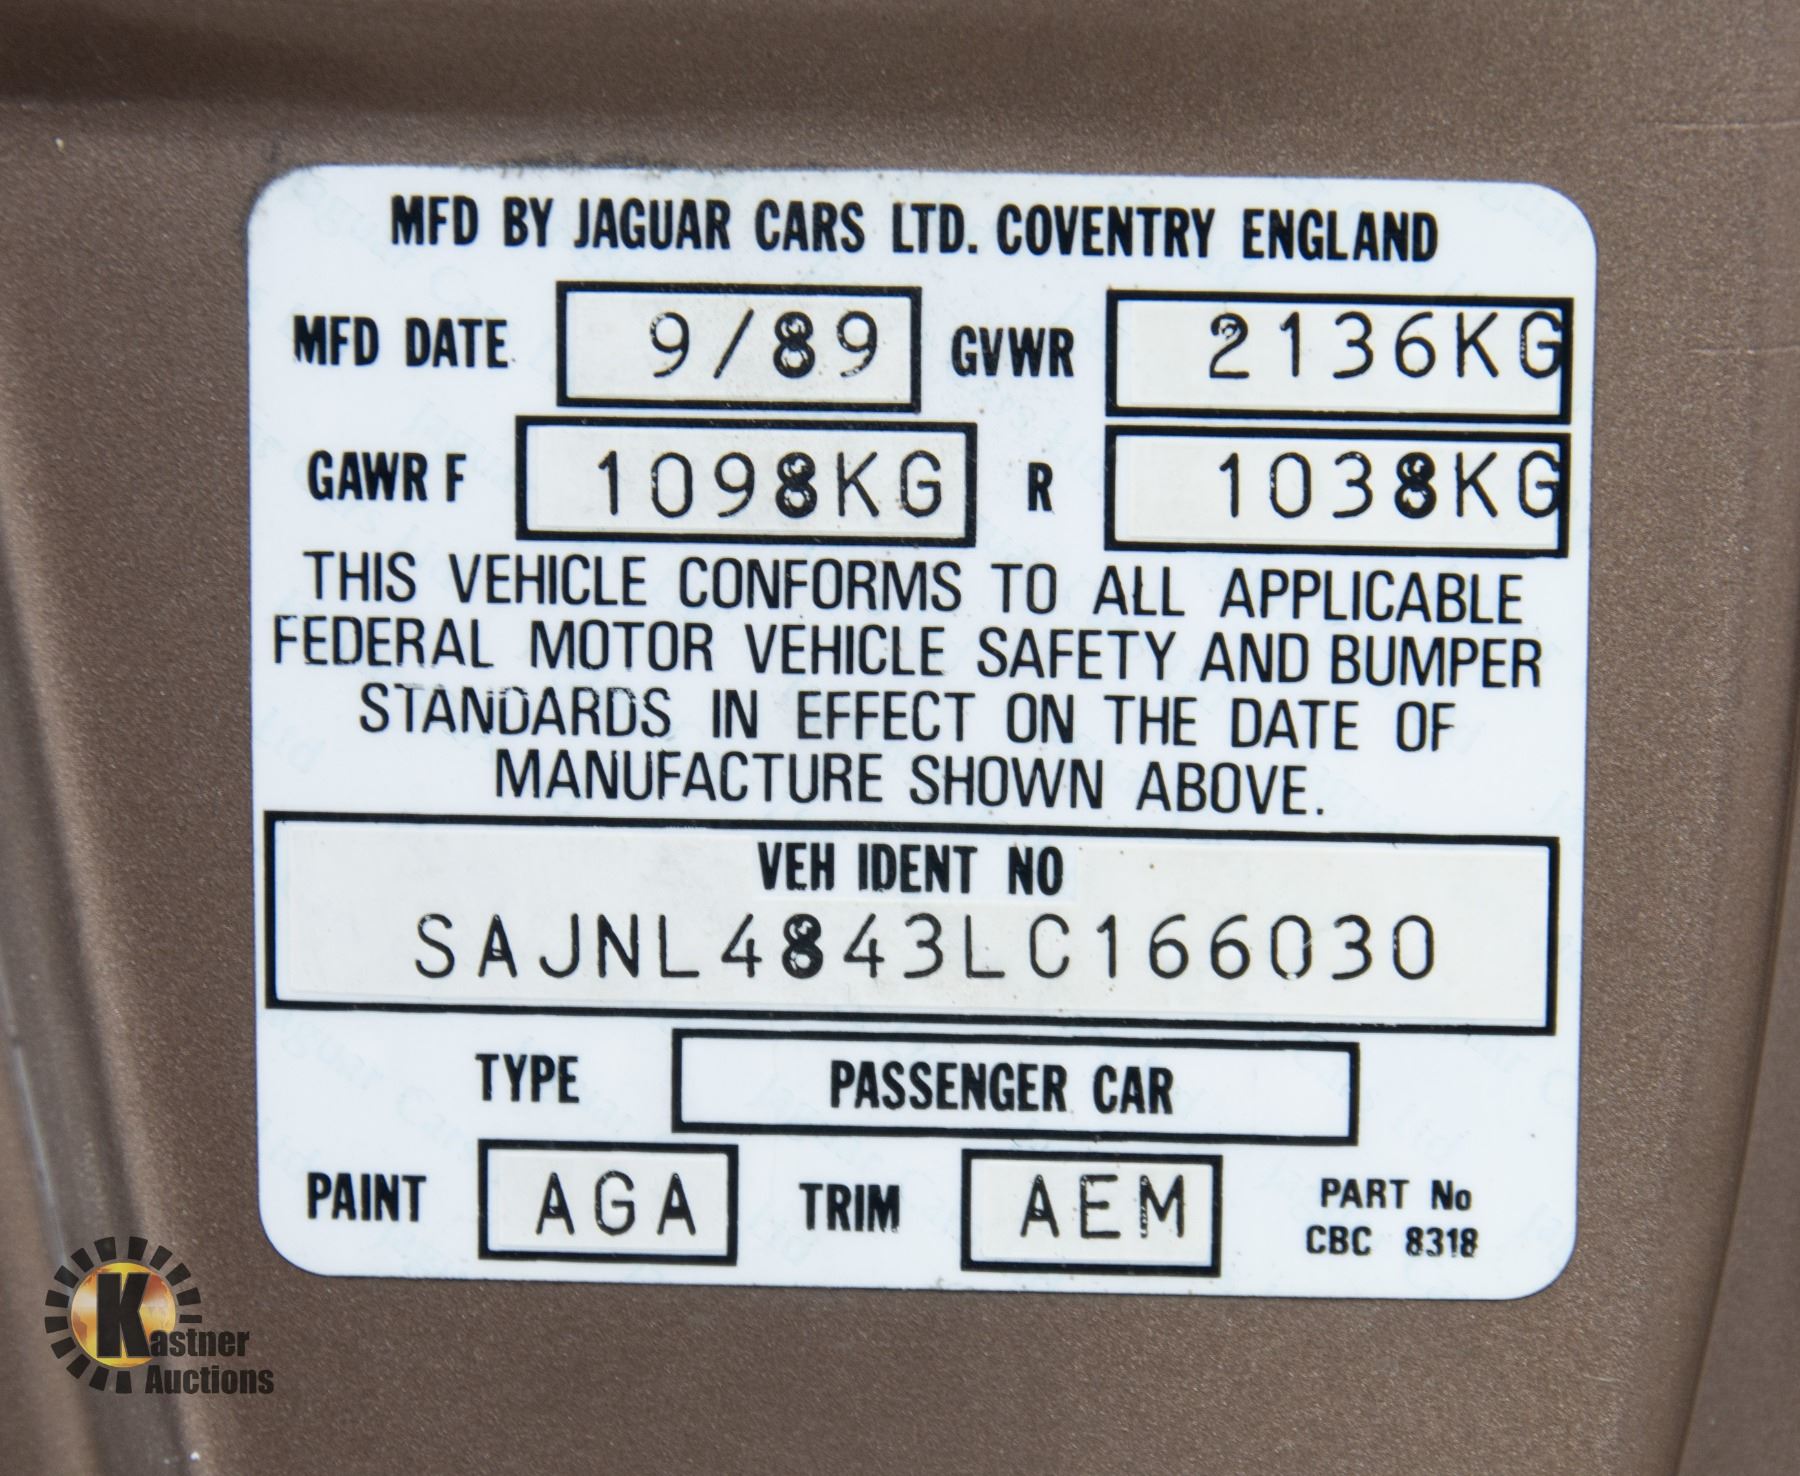 MFD BY JAGUAR CARS LTD. COVENTRY ENGLAND
MFD DATE 9/89 GVWR 2136KG
GAWR F 1098KG R 1038KG
THIS VEHICLE CONFORMS TO ALL APPLICABLE
FEDERAL MOTOR VEHICLE SAFETY AND BUMPER
STANDARDS IN EFFECT ON THE DATE OF
MANUFACTURE SHOWN ABOVE.
VEH IDENT NO
SAJNL4843LC166030
TYPE PASSENGER CAR
PAINT AGA TRIM AEM PART No
CBC 8318
Kastner
Auctions